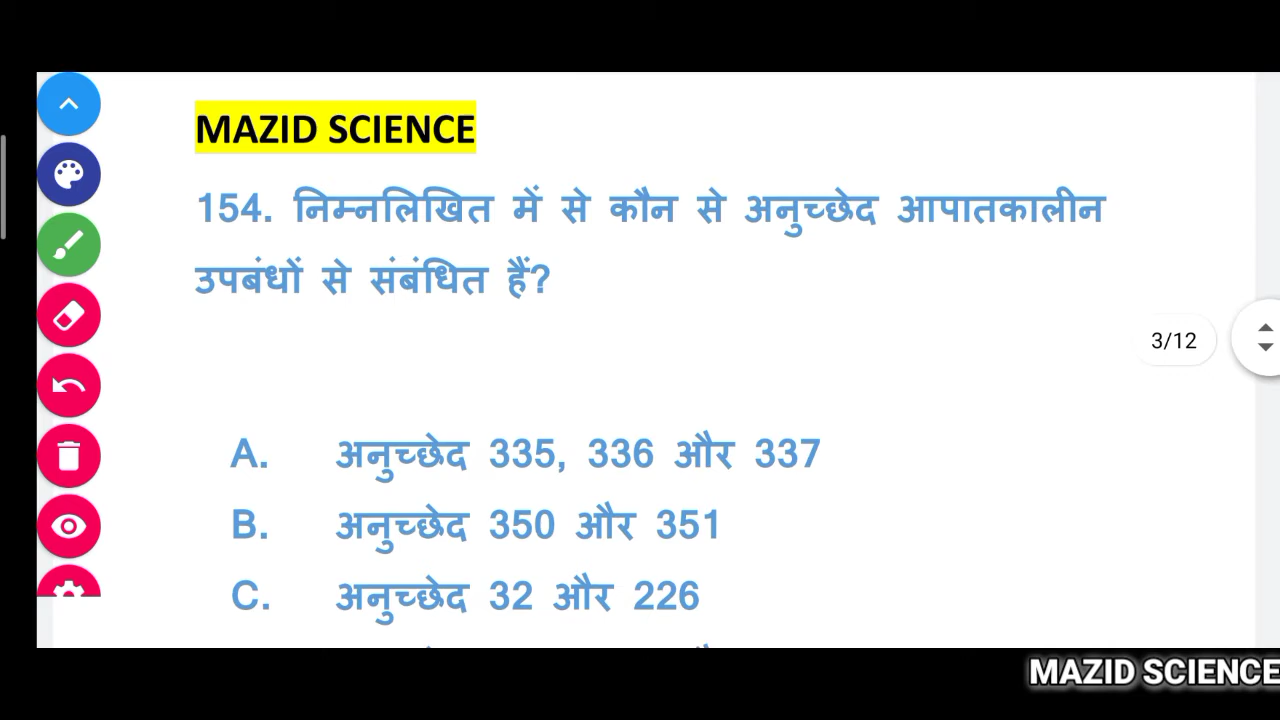 MAZID SCIENCE
154. निम्नलिखित में से कौन से अनुच्छेद आपातकालीन
उपबंधों से संबंधित हैं?
3/12
A. अनुच्छेद 335, 336 और 337
B. अनुच्छेद 350 और 351
C. अनुच्छेद 32 और 226
MAZID SCIENCE